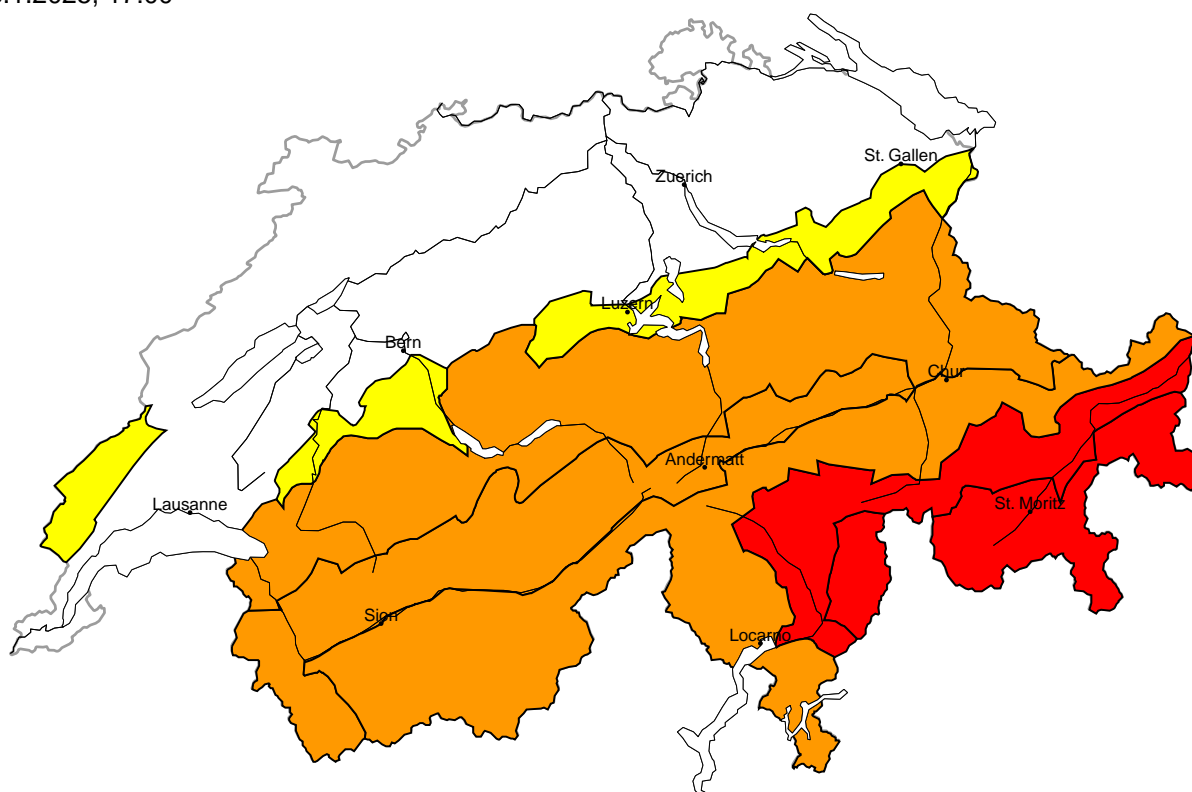 St. Gallen
Zuerich
Luzern
Bern
Chur
Andermatt
Lausanne
St. Moritz
Sion
Locarno